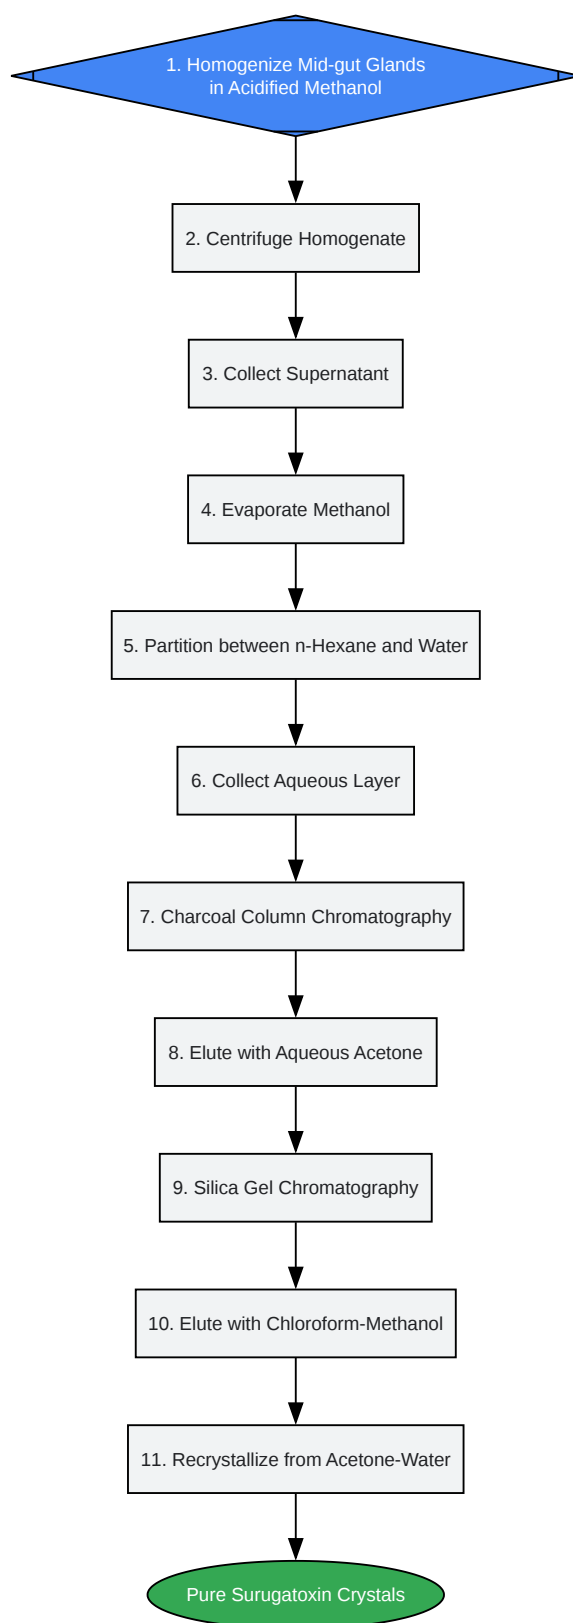 1. Homogenize Mid-gut Glands
in Acidified Methanol
2. Centrifuge Homogenate
3. Collect Supernatant
4. Evaporate Methanol
5. Partition between n-Hexane and Water
6. Collect Aqueous Layer
7. Charcoal Column Chromatography
8. Elute with Aqueous Acetone
9. Silica Gel Chromatography
10. Elute with Chloroform-Methanol
11. Recrystallize from Acetone-Water
Pure Surugatoxin Crystals